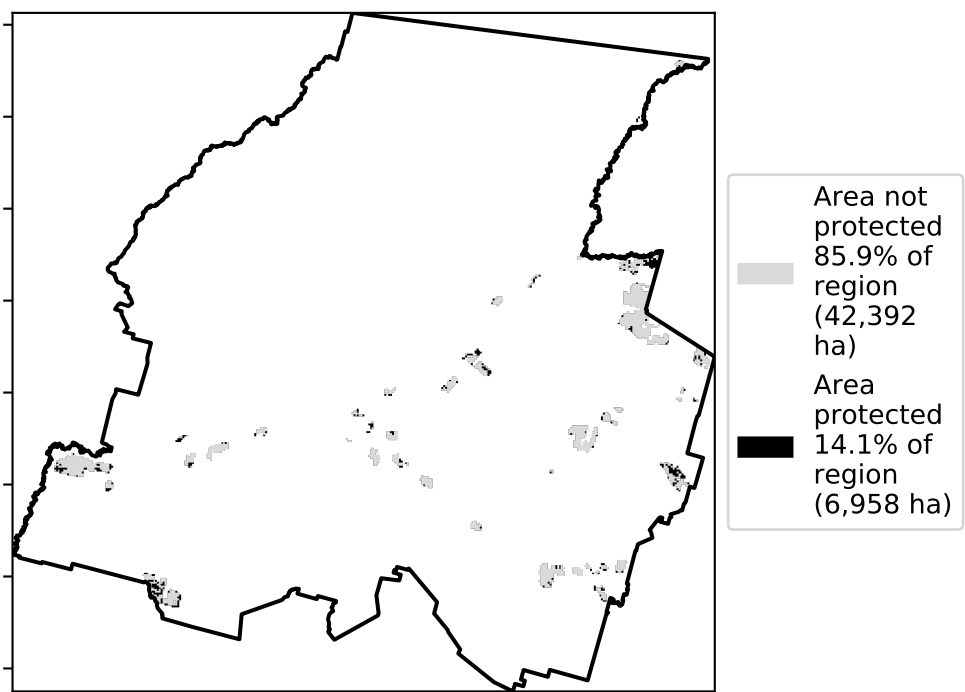 Area not
protected
85.9% of
region
(42,392
ha)
Area
protected
14.1% of
region
(6,958 ha)